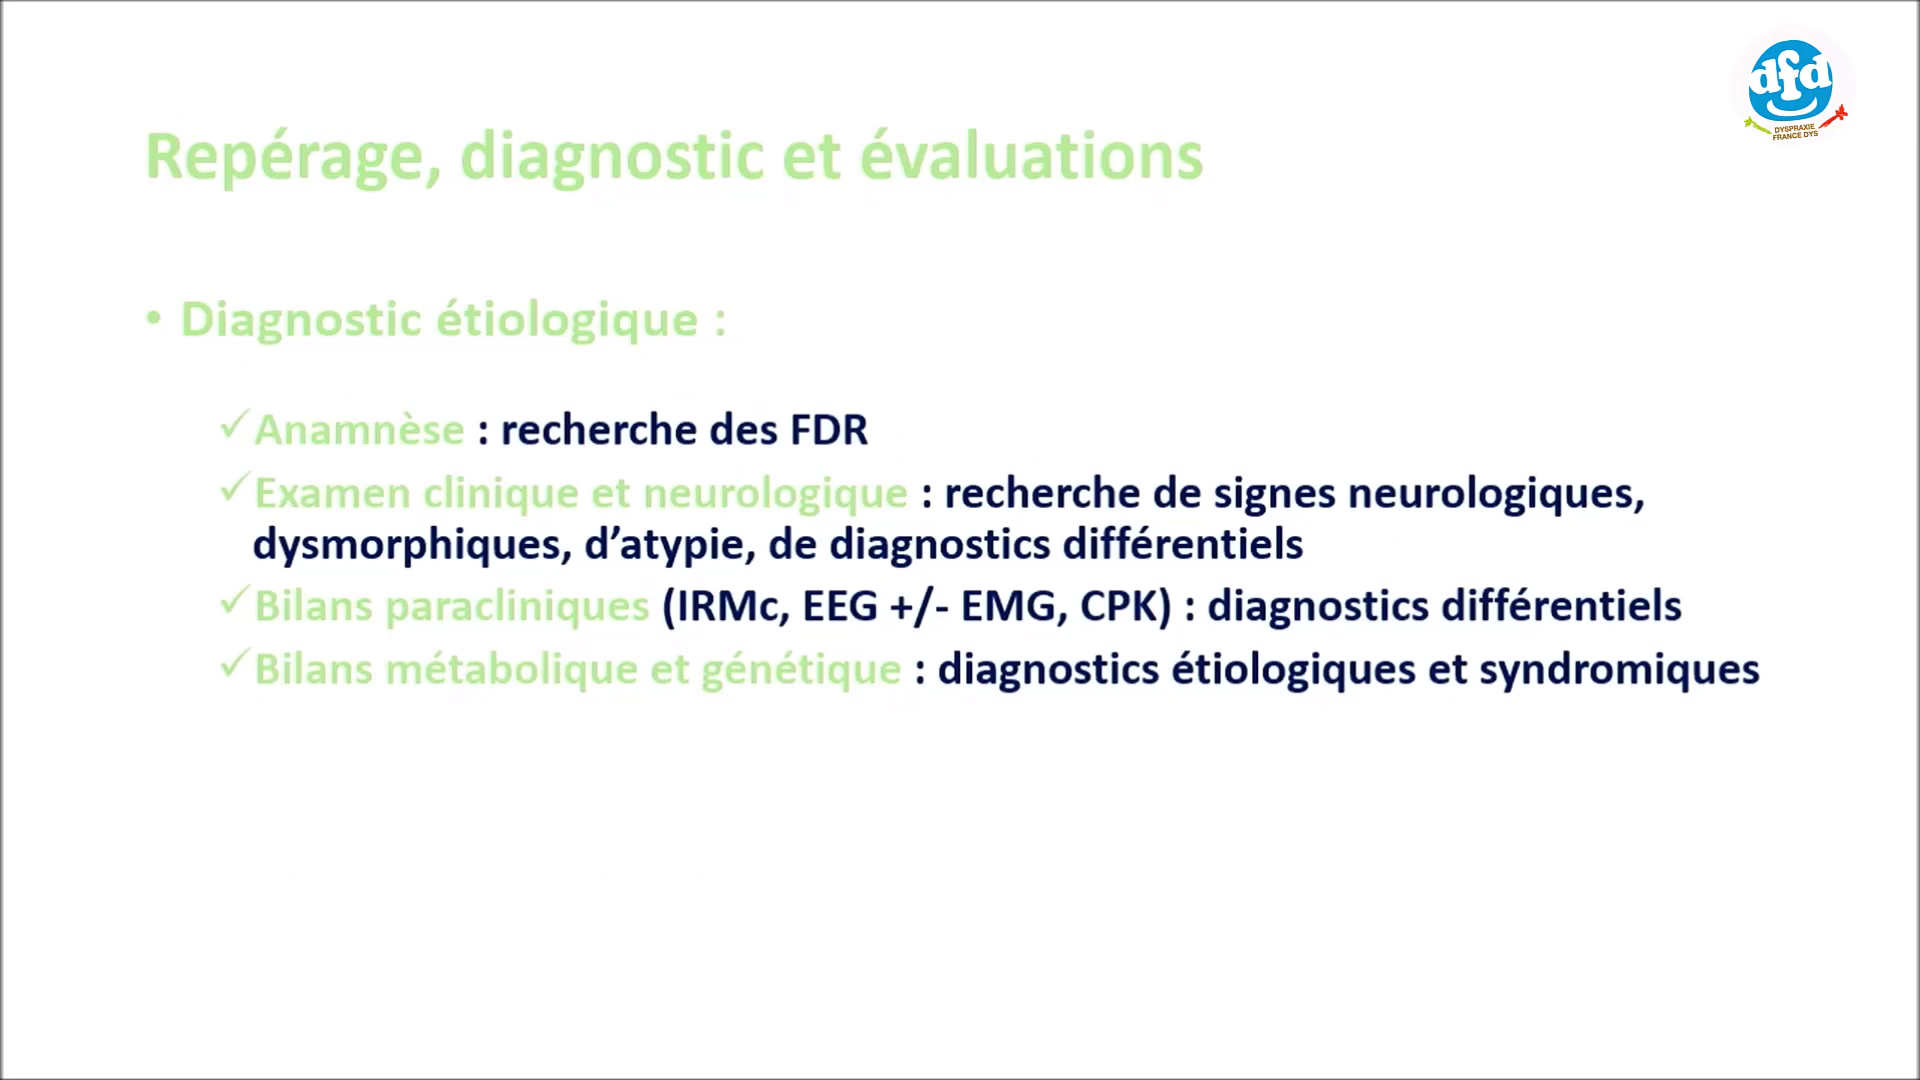 dfd
DYSPRAXIE
FRANCE DYS
Repérage, diagnostic et évaluations
• Diagnostic étiologique :
✓Anamnèse : recherche des FDR
✓Examen clinique et neurologique : recherche de signes neurologiques,
dysmorphiques, d’atypie, de diagnostics différentiels
✓Bilans paracliniques (IRMc, EEG +/- EMG, CPK) : diagnostics différentiels
✓Bilans métabolique et génétique : diagnostics étiologiques et syndromiques